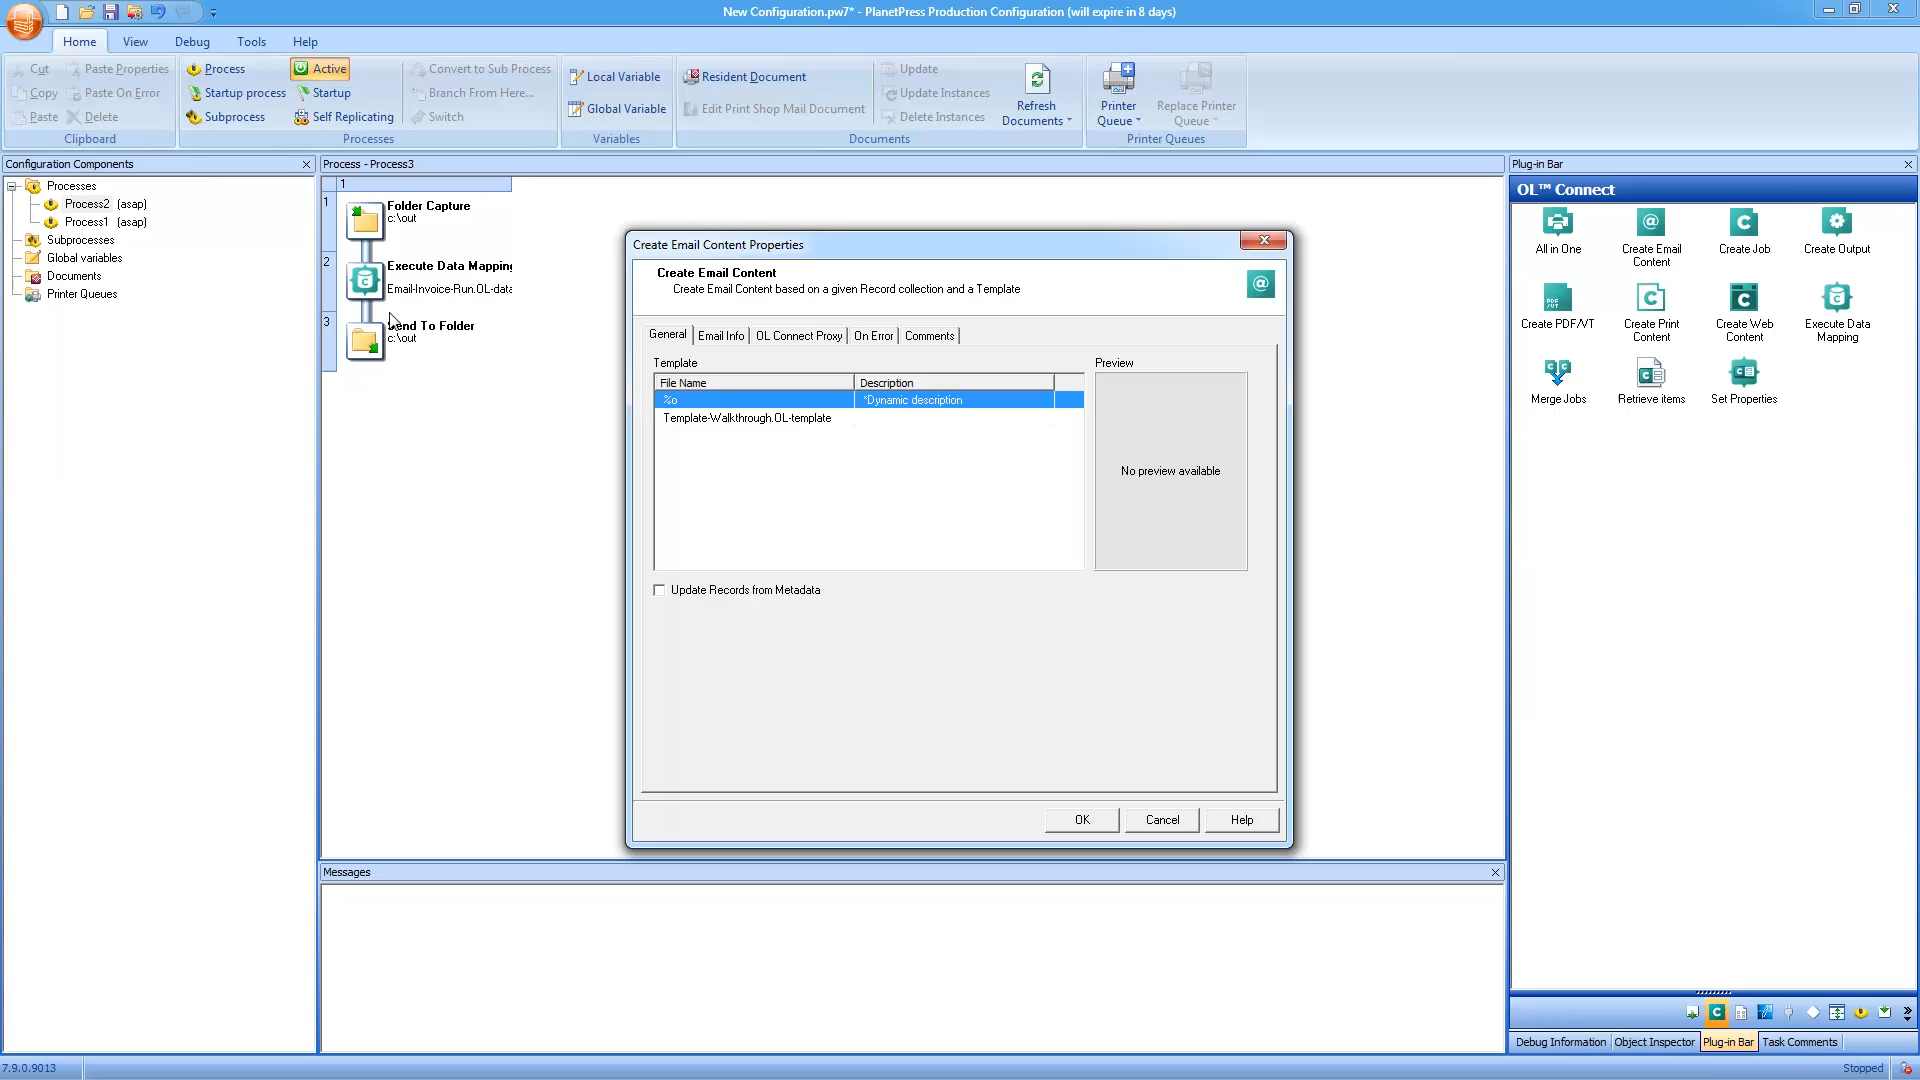 New Configuration.pw7* - PlanetPress Production Configuration (will expire in 8 days)
Home View Debug Tools Help
Cut Paste Properties
Copy Paste On Error
Paste Delete
Clipboard
Process Active Convert to Sub Process
Startup process Startup Branch From Here...
Subprocess Self Replicating Switch
Processes
Local Variable
Global Variable
Variables
Resident Document
Edit Print Shop Mail Document
Update
Update Instances
Delete Instances
Refresh
Documents
Documents
Printer
Queue
Replace Printer
Queue
Printer Queues
Configuration Components
Processes
Process2 (asap)
Process1 (asap)
Subprocesses
Global variables
Documents
Printer Queues
Process - Process3
1
1
Folder Capture
c:\out
2
Execute Data Mapping
Email-Invoice-Run.OL-data
3
Send To Folder
c:\out
Create Email Content Properties
Create Email Content
Create Email Content based on a given Record collection and a Template
@
General Email Info OL Connect Proxy On Error Comments
Template
File Name Description
%o *Dynamic description
Template-Walkthrough.OL-template
Preview
No preview available
Update Records from Metadata
OK Cancel Help
Messages
Plug-in Bar
OL™ Connect
All in One
Create Email
Content
Create Job
Create Output
Create PDF/VT
Create Print
Content
Create Web
Content
Execute Data
Mapping
Merge Jobs
Retrieve items
Set Properties
Debug Information Object Inspector Plug-in Bar Task Comments
7.9.0.9013
Stopped